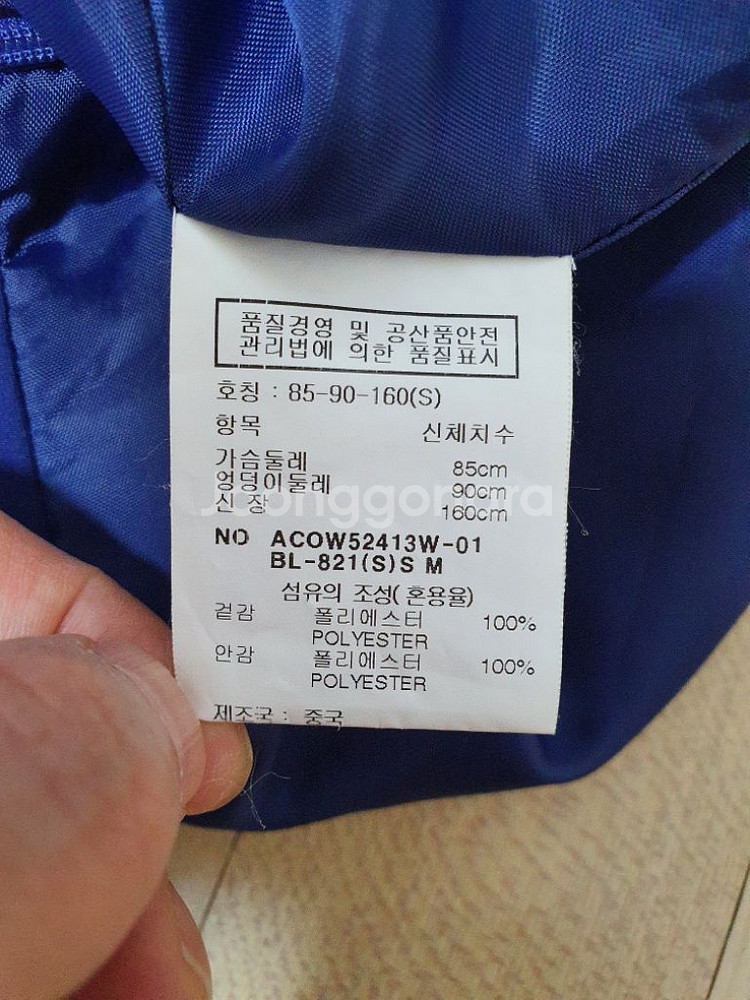 품질경영 및 공산품안전
관리법에 의한 품질표시
호칭 : 85-90-160(S)
항목 신체치수
가슴둘레 85cm
엉덩이둘레 90cm
신 장 160cm
Joonggonara
NO ACOW52413W-01
BL-821(S)S M
섬유의 조성(혼용율)
겉감 폴리에스터 100%
POLYESTER
안감 폴리에스터 100%
POLYESTER
제조국 : 중국